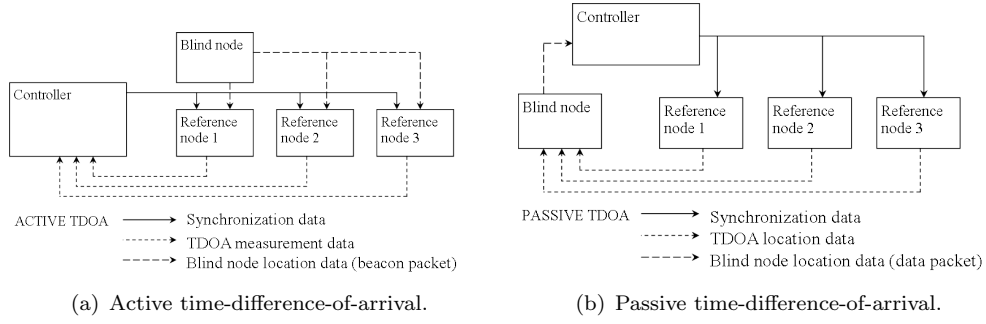 Blind node
Controller
Reference
node 1
Reference
node 2
Reference
node 3
ACTIVE TDOA
Synchronization data
TDOA measurement data
Blind node location data (beacon packet)
(a) Active time-difference-of-arrival.
Controller
Blind node
Reference
node 1
Reference
node 2
Reference
node 3
PASSIVE TDOA
Synchronization data
TDOA location data
Blind node location data (data packet)
(b) Passive time-difference-of-arrival.